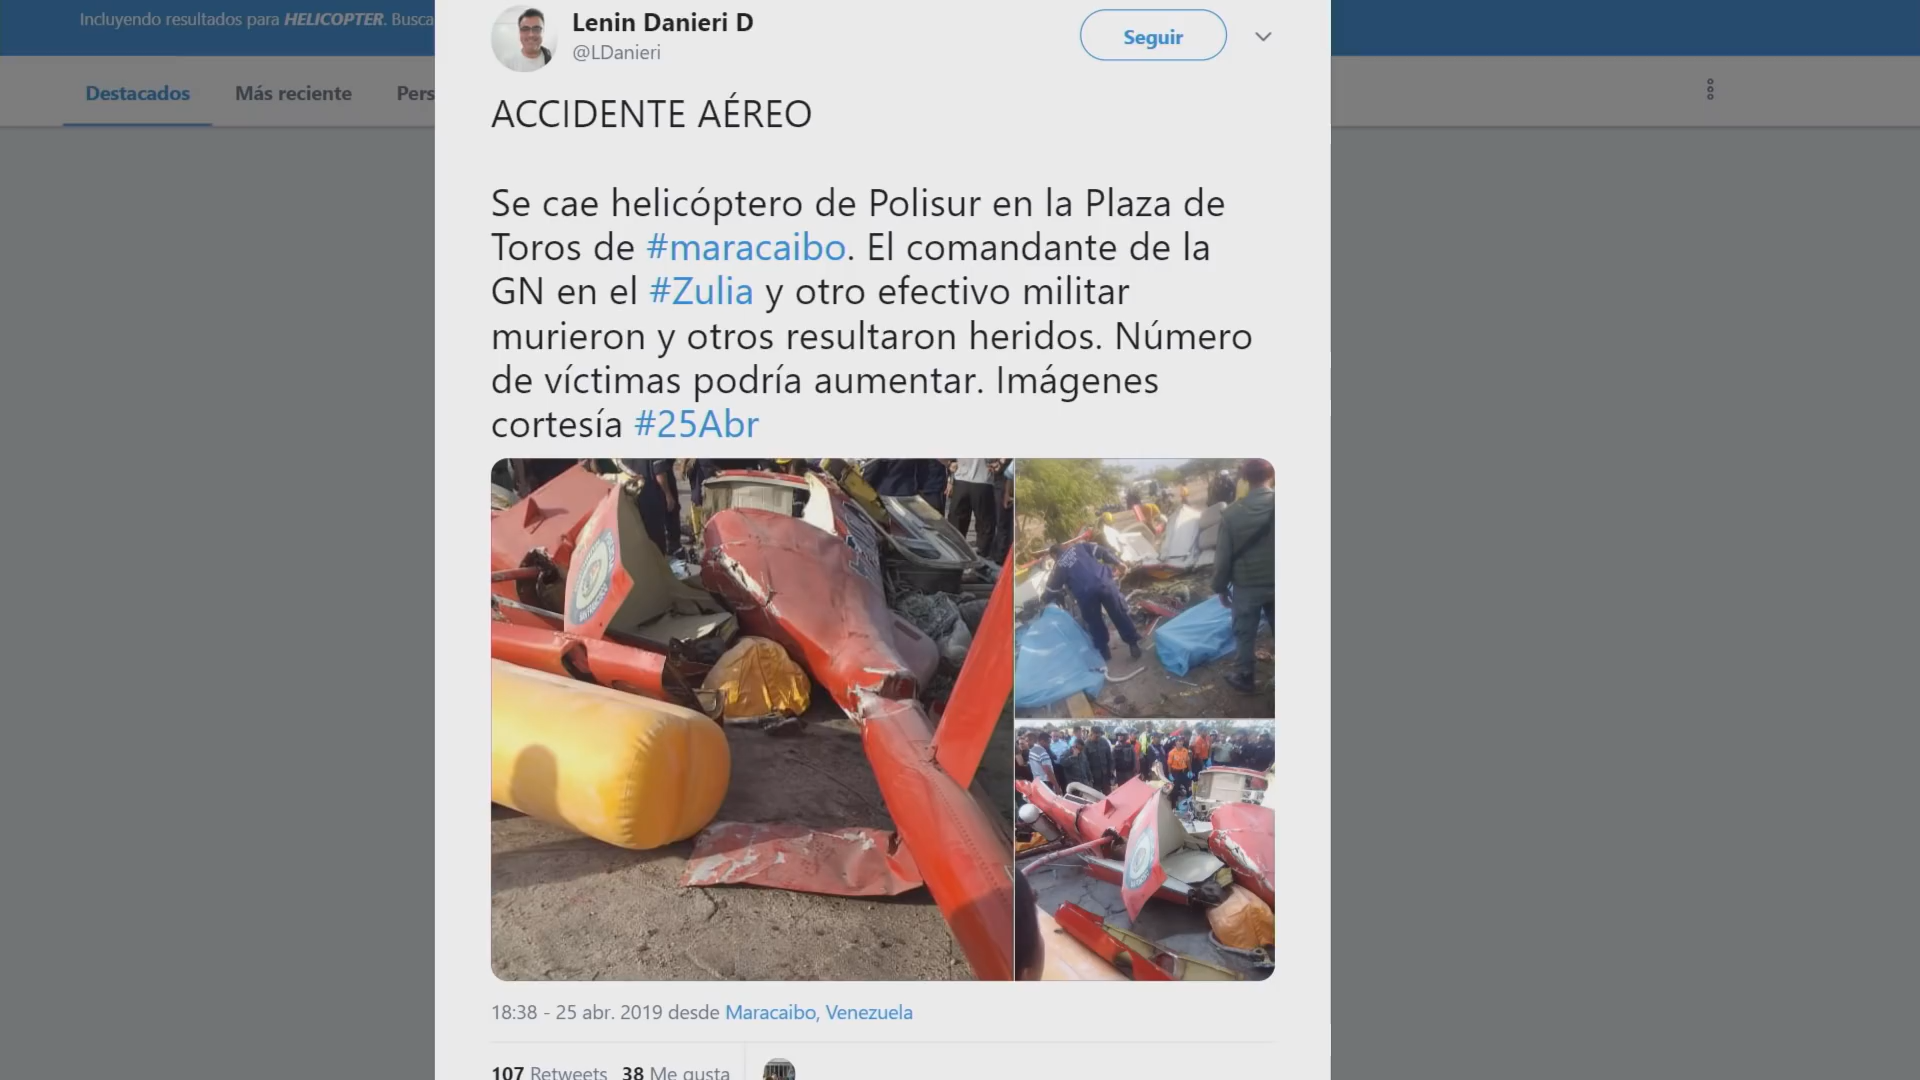 Incluyendo resultados para HELICOPTER. Busca
Lenin Danieri D
@LDanieri
Seguir
Destacados Más reciente Pers
ACCIDENTE AÉREO
Se cae helicóptero de Polisur en la Plaza de
Toros de #maracaibo. El comandante de la
GN en el #Zulia y otro efectivo militar
murieron y otros resultaron heridos. Número
de víctimas podría aumentar. Imágenes
cortesía #25Abr
18:38 - 25 abr. 2019 desde Maracaibo, Venezuela
107 Retweets 38 Me gusta